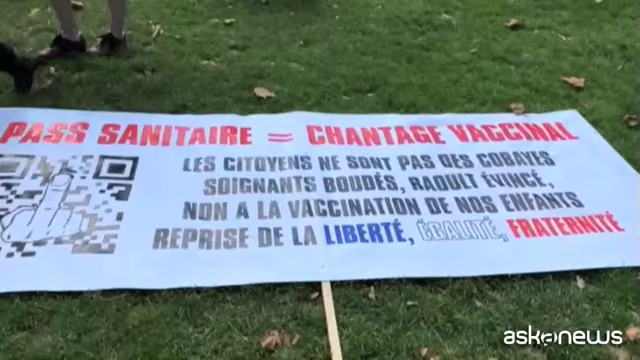 PASS SANITAIRE = CHANTAGE VACCINAL
LES CITOYENS NE SONT PAS DES COBAYES
SOIGNANTS BOUDÉS, RAOULT ÉVINCÉ,
NON A LA VACCINATION DE NOS ENFANTS
REPRISE DE LA LIBERTÉ, ÉGALITÉ, FRATERNITÉ
askanews